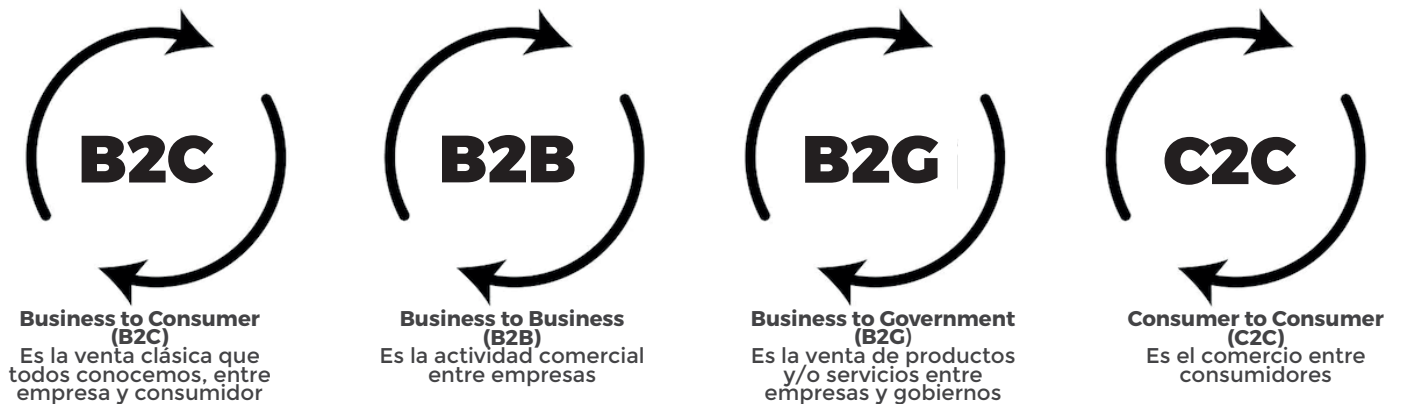 B2C
Business to Consumer
(B2C)
Es la venta clásica que
todos conocemos, entre
empresa y consumidor
B2B
Business to Business
(B2B)
Es la actividad comercial
entre empresas
B2G
Business to Government
(B2G)
Es la venta de productos
y/o servicios entre
empresas y gobiernos
C2C
Consumer to Consumer
(C2C)
Es el comercio entre
consumidores